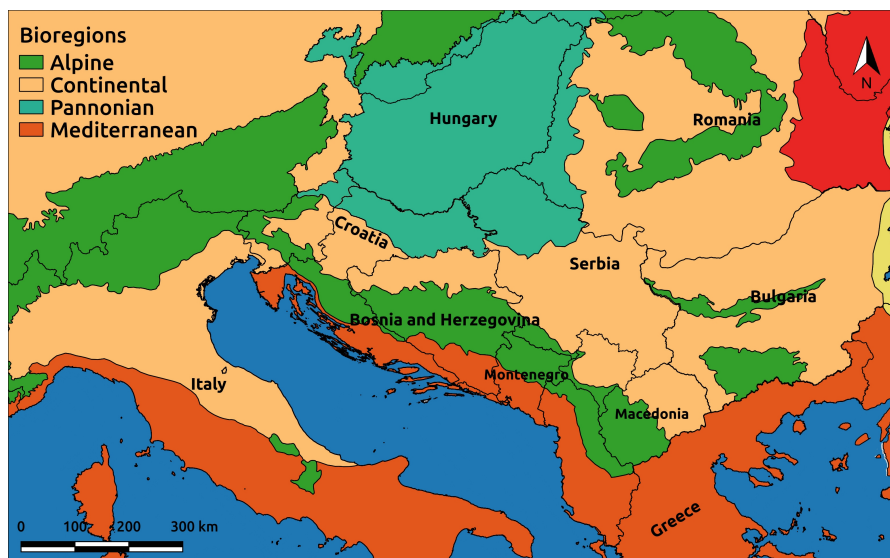 Bioregions
Alpine
Continental
Pannonian
Mediterranean
N
Hungary
Romania
Croatia
Serbia
Bulgaria
Bosnia and Herzegovina
Montenegro
Italy
Macedonia
Greece
0 100 200 300 km